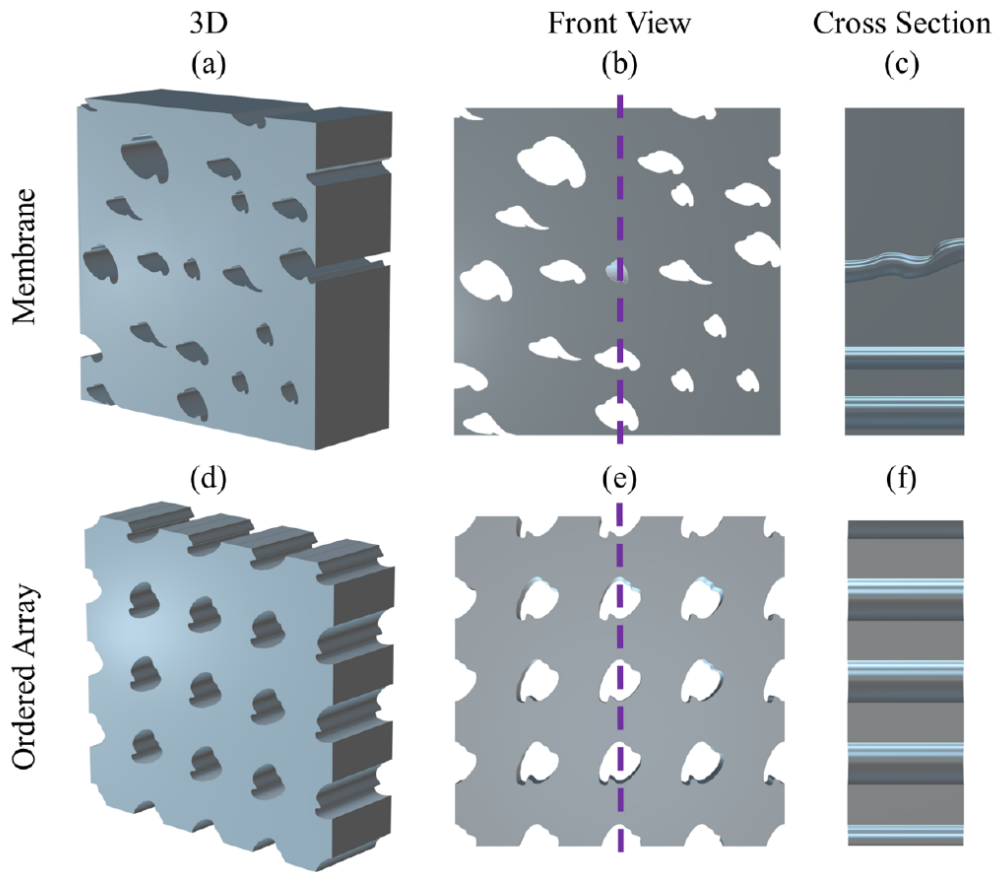 3D
Front View
Cross Section
(a)
(b)
(c)
Membrane
(d)
(e)
(f)
Ordered Array